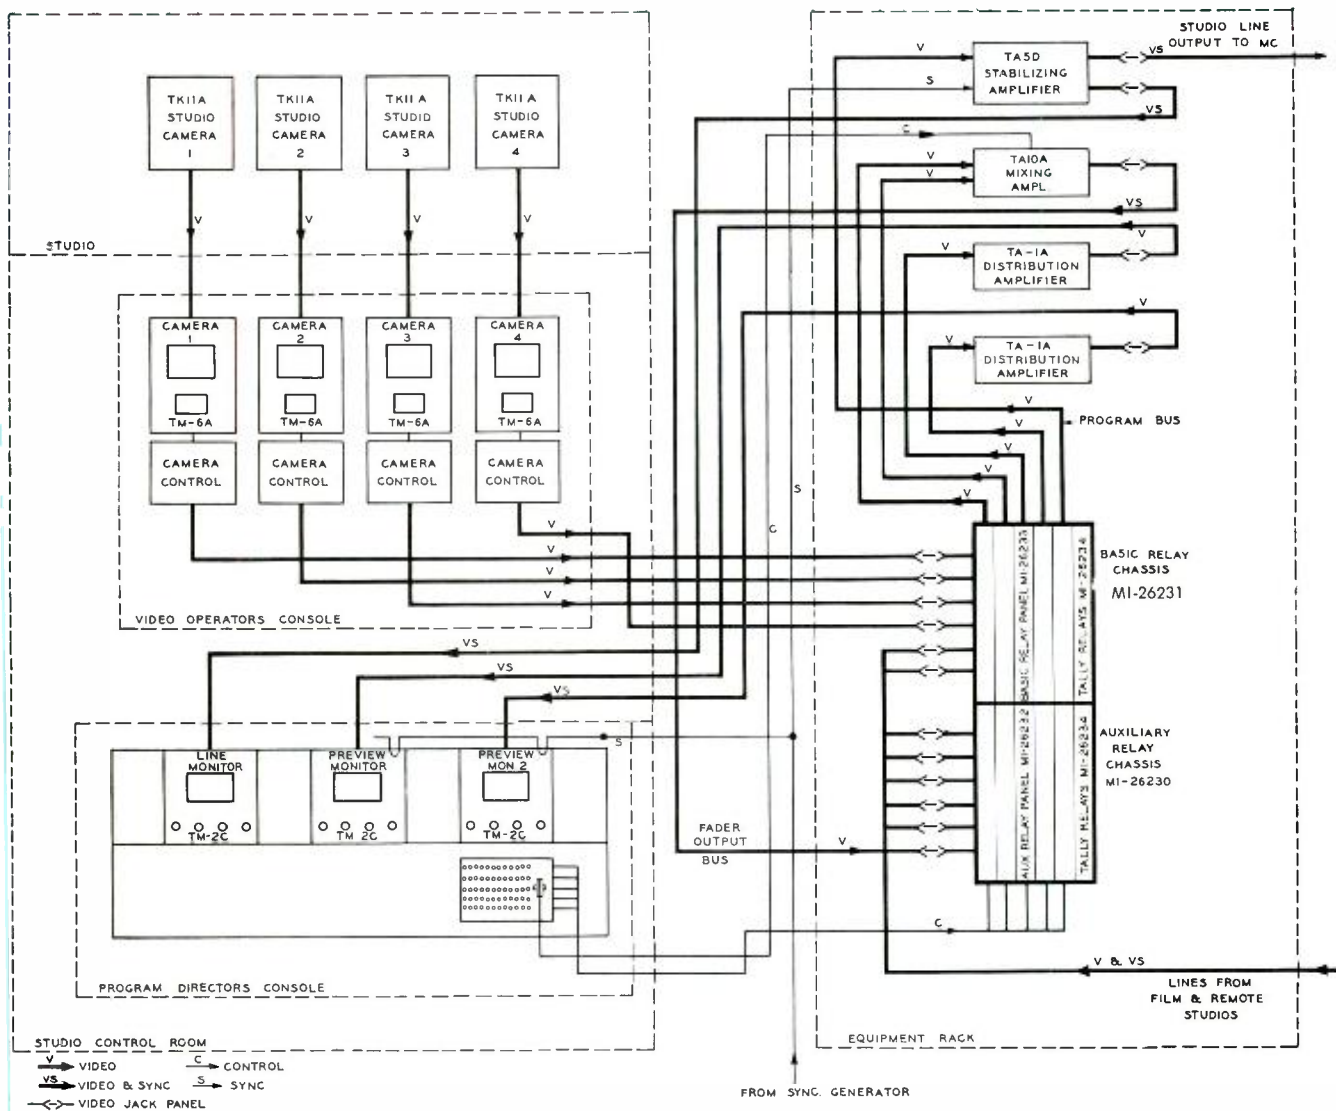 STUDIO LINE
OUTPUT TO MC
TK11A
STUDIO
CAMERA
1
TK11A
STUDIO
CAMERA
2
TK11A
STUDIO
CAMERA
3
TK11A
STUDIO
CAMERA
4
V
V
V
V
STUDIO
V
S
TA5D
STABILIZING
AMPLIFIER
VS
VS
C
V
V
TA10A
MIXING
AMPL.
VS
V
V
TA-1A
DISTRIBUTION
AMPLIFIER
V
V
TA-1A
DISTRIBUTION
AMPLIFIER
CAMERA
1
TM-6A
CAMERA
2
TM-6A
CAMERA
3
TM-6A
CAMERA
4
TM-6A
CAMERA
CONTROL
CAMERA
CONTROL
CAMERA
CONTROL
CAMERA
CONTROL
V
PROGRAM BUS
V
V
V
V
S
C
V
V
V
V
VIDEO OPERATORS CONSOLE
BASIC RELAY PANEL MI-26233
TALLY RELAYS MI-26234
BASIC RELAY
CHASSIS
MI-26231
AUX RELAY PANEL MI-26232
TALLY RELAYS MI-26234
AUXILIARY
RELAY
CHASSIS
MI-26230
VS
VS
VS
S
LINE
MONITOR
TM-2C
PREVIEW
MONITOR
TM 2C
PREVIEW
MON 2
TM-2C
FADER
OUTPUT
BUS
V
C
V & VS
LINES FROM
FILM & REMOTE
STUDIOS
PROGRAM DIRECTORS CONSOLE
STUDIO CONTROL ROOM
EQUIPMENT RACK
V VIDEO
C CONTROL
VS VIDEO & SYNC
S SYNC
VIDEO JACK PANEL
FROM SYNC. GENERATOR